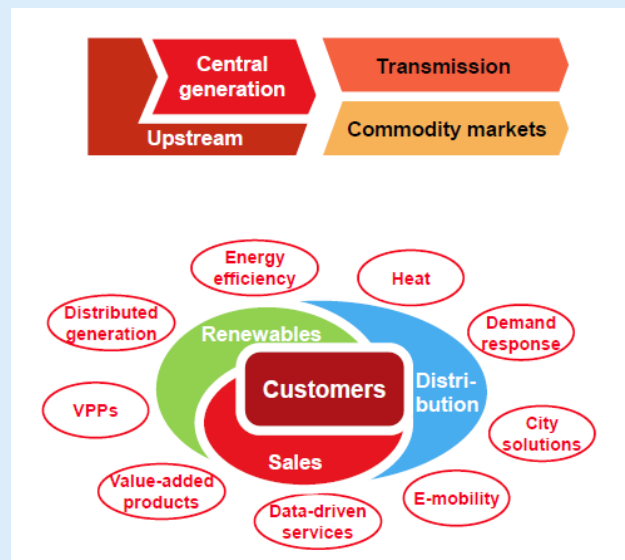 Central
generation
Transmission
Upstream
Commodity markets
Energy
efficiency
Heat
Distributed
generation
Renewables
Demand
response
Customers
Distri-
bution
VPPs
City
solutions
Sales
Value-added
products
E-mobility
Data-driven
services